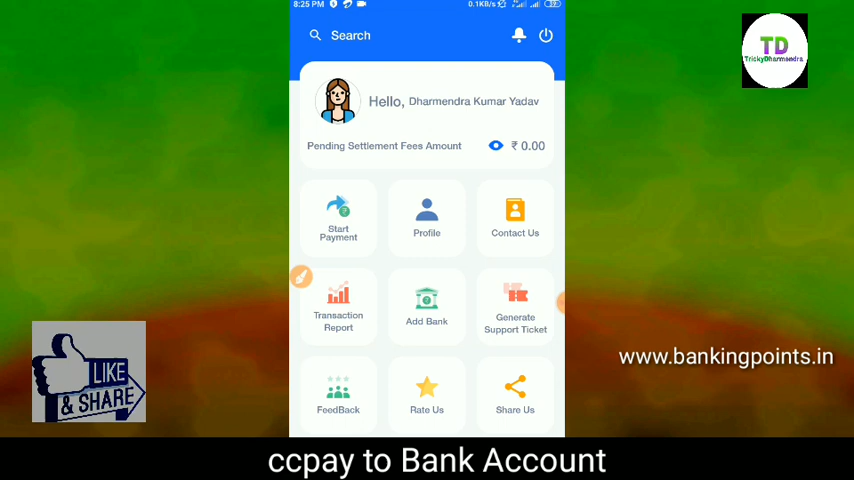 8:25 PM
0.1KB/s
Search
TD
TrickyDharmendra
Hello, Dharmendra Kumar Yadav
Pending Settlement Fees Amount ₹ 0.00
Start
Payment
Profile
Contact Us
Transaction
Report
Add Bank
Generate
Support Ticket
LIKE
& SHARE
www.bankingpoints.in
FeedBack
Rate Us
Share Us
ccpay to Bank Account